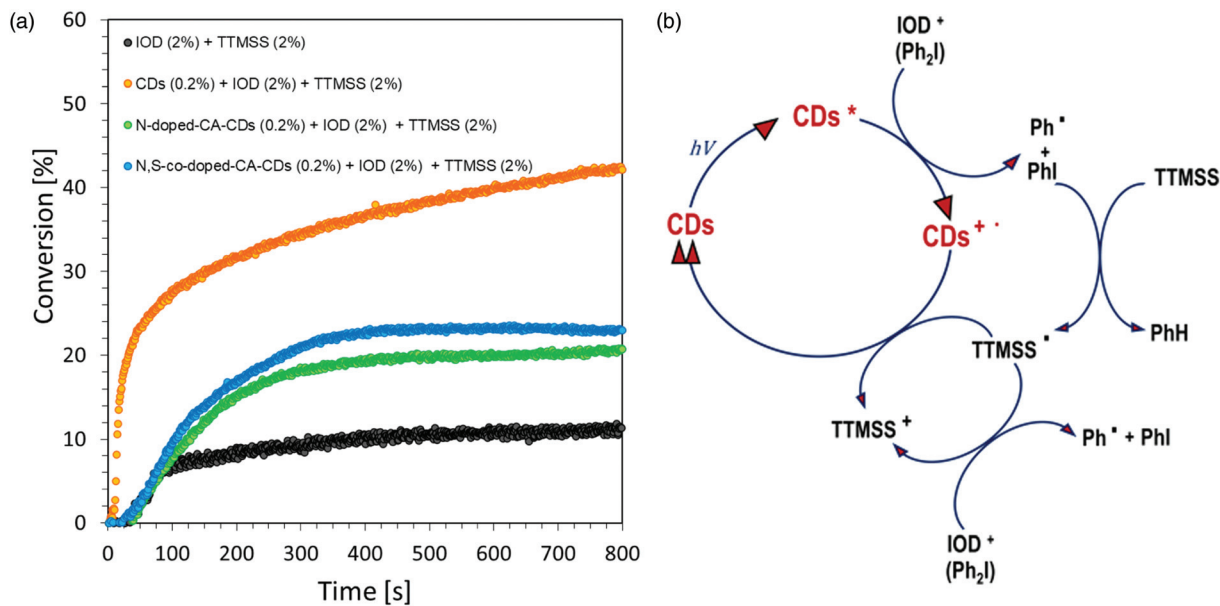 (a)
60
50
40
30
20
10
0
Conversion [%]
IOD (2%) + TTMSS (2%)
CDs (0.2%) + IOD (2%) + TTMSS (2%)
N-doped-CA-CDs (0.2%) + IOD (2%) + TTMSS (2%)
N,S-co-doped-CA-CDs (0.2%) + IOD (2%) + TTMSS (2%)
0 100 200 300 400 500 600 700 800
Time [s]
(b)
IOD +
(Ph2I)
CDs *
hV
Ph ▪
+
PhI
TTMSS
CDs
CDs + ·
TTMSS ▪
PhH
TTMSS +
Ph ▪ + PhI
IOD +
(Ph2I)